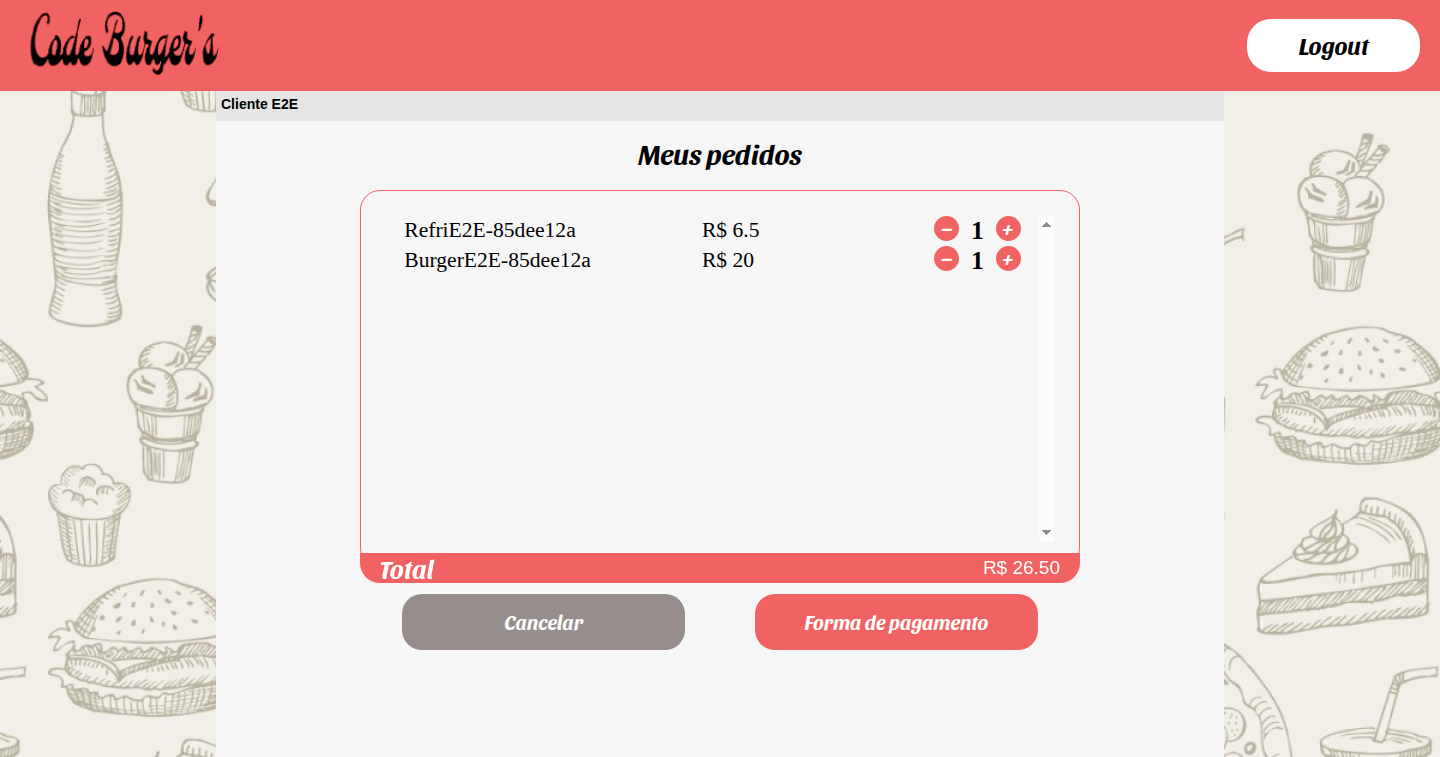 Code Burger's
Logout
Cliente E2E
Meus pedidos
RefriE2E-85dee12a R$ 6.5 − 1 +
BurgerE2E-85dee12a R$ 20 − 1 +
Total R$ 26.50
Cancelar Forma de pagamento